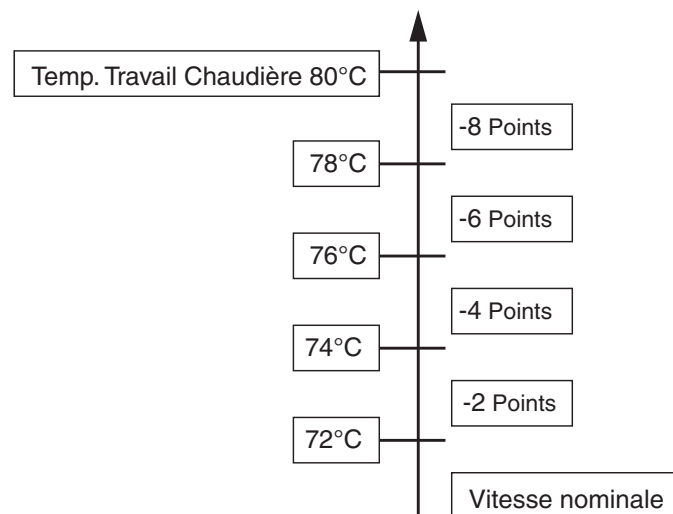 Temp. Travail Chaudière 80°C
-8 Points
78°C
-6 Points
76°C
-4 Points
74°C
-2 Points
72°C
Vitesse nominale